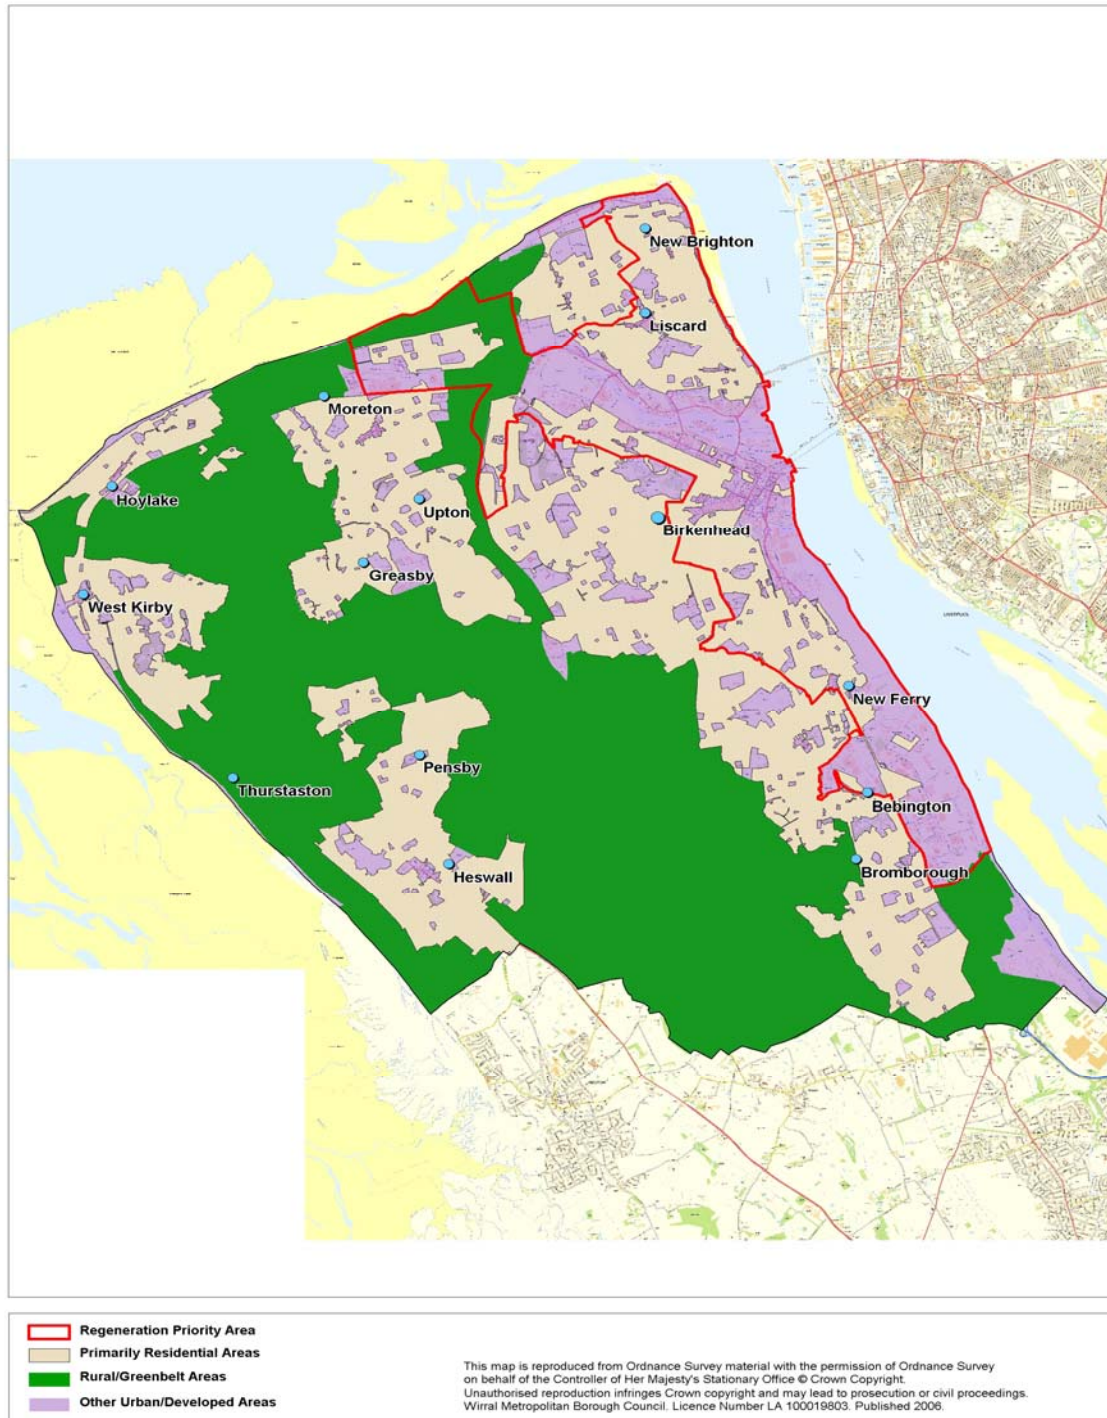 New Brighton
Liscard
Moreton
Hoylake
Upton
Birkenhead
Greasby
West Kirby
New Ferry
Pensby
Thurstaston
Bebington
Heswall
Bromborough
LIVERPOOL
Regeneration Priority Area
Primarily Residential Areas
Rural/Greenbelt Areas
Other Urban/Developed Areas
This map is reproduced from Ordnance Survey material with the permission of Ordnance Survey
on behalf of the Controller of Her Majesty's Stationary Office © Crown Copyright.
Unauthorised reproduction infringes Crown copyright and may lead to prosecution or civil proceedings.
Wirral Metropolitan Borough Council. Licence Number LA 100019803. Published 2006.